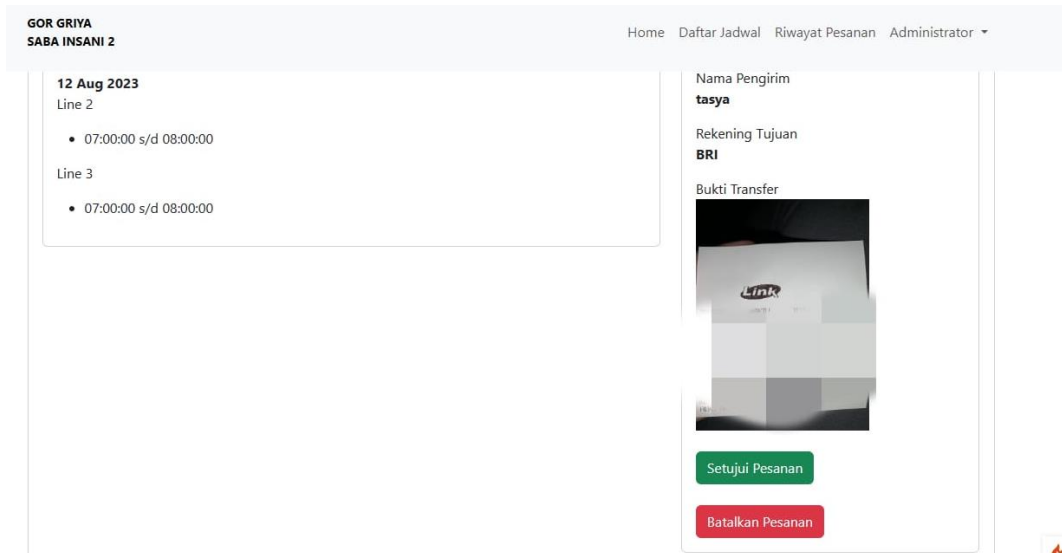 GOR GRIYA
SABA INSANI 2
Home Daftar Jadwal Riwayat Pesanan Administrator
12 Aug 2023
Line 2
07:00:00 s/d 08:00:00
Line 3
07:00:00 s/d 08:00:00
Nama Pengirim
tasya
Rekening Tujuan
BRI
Bukti Transfer
Link
Setujui Pesanan
Batalkan Pesanan